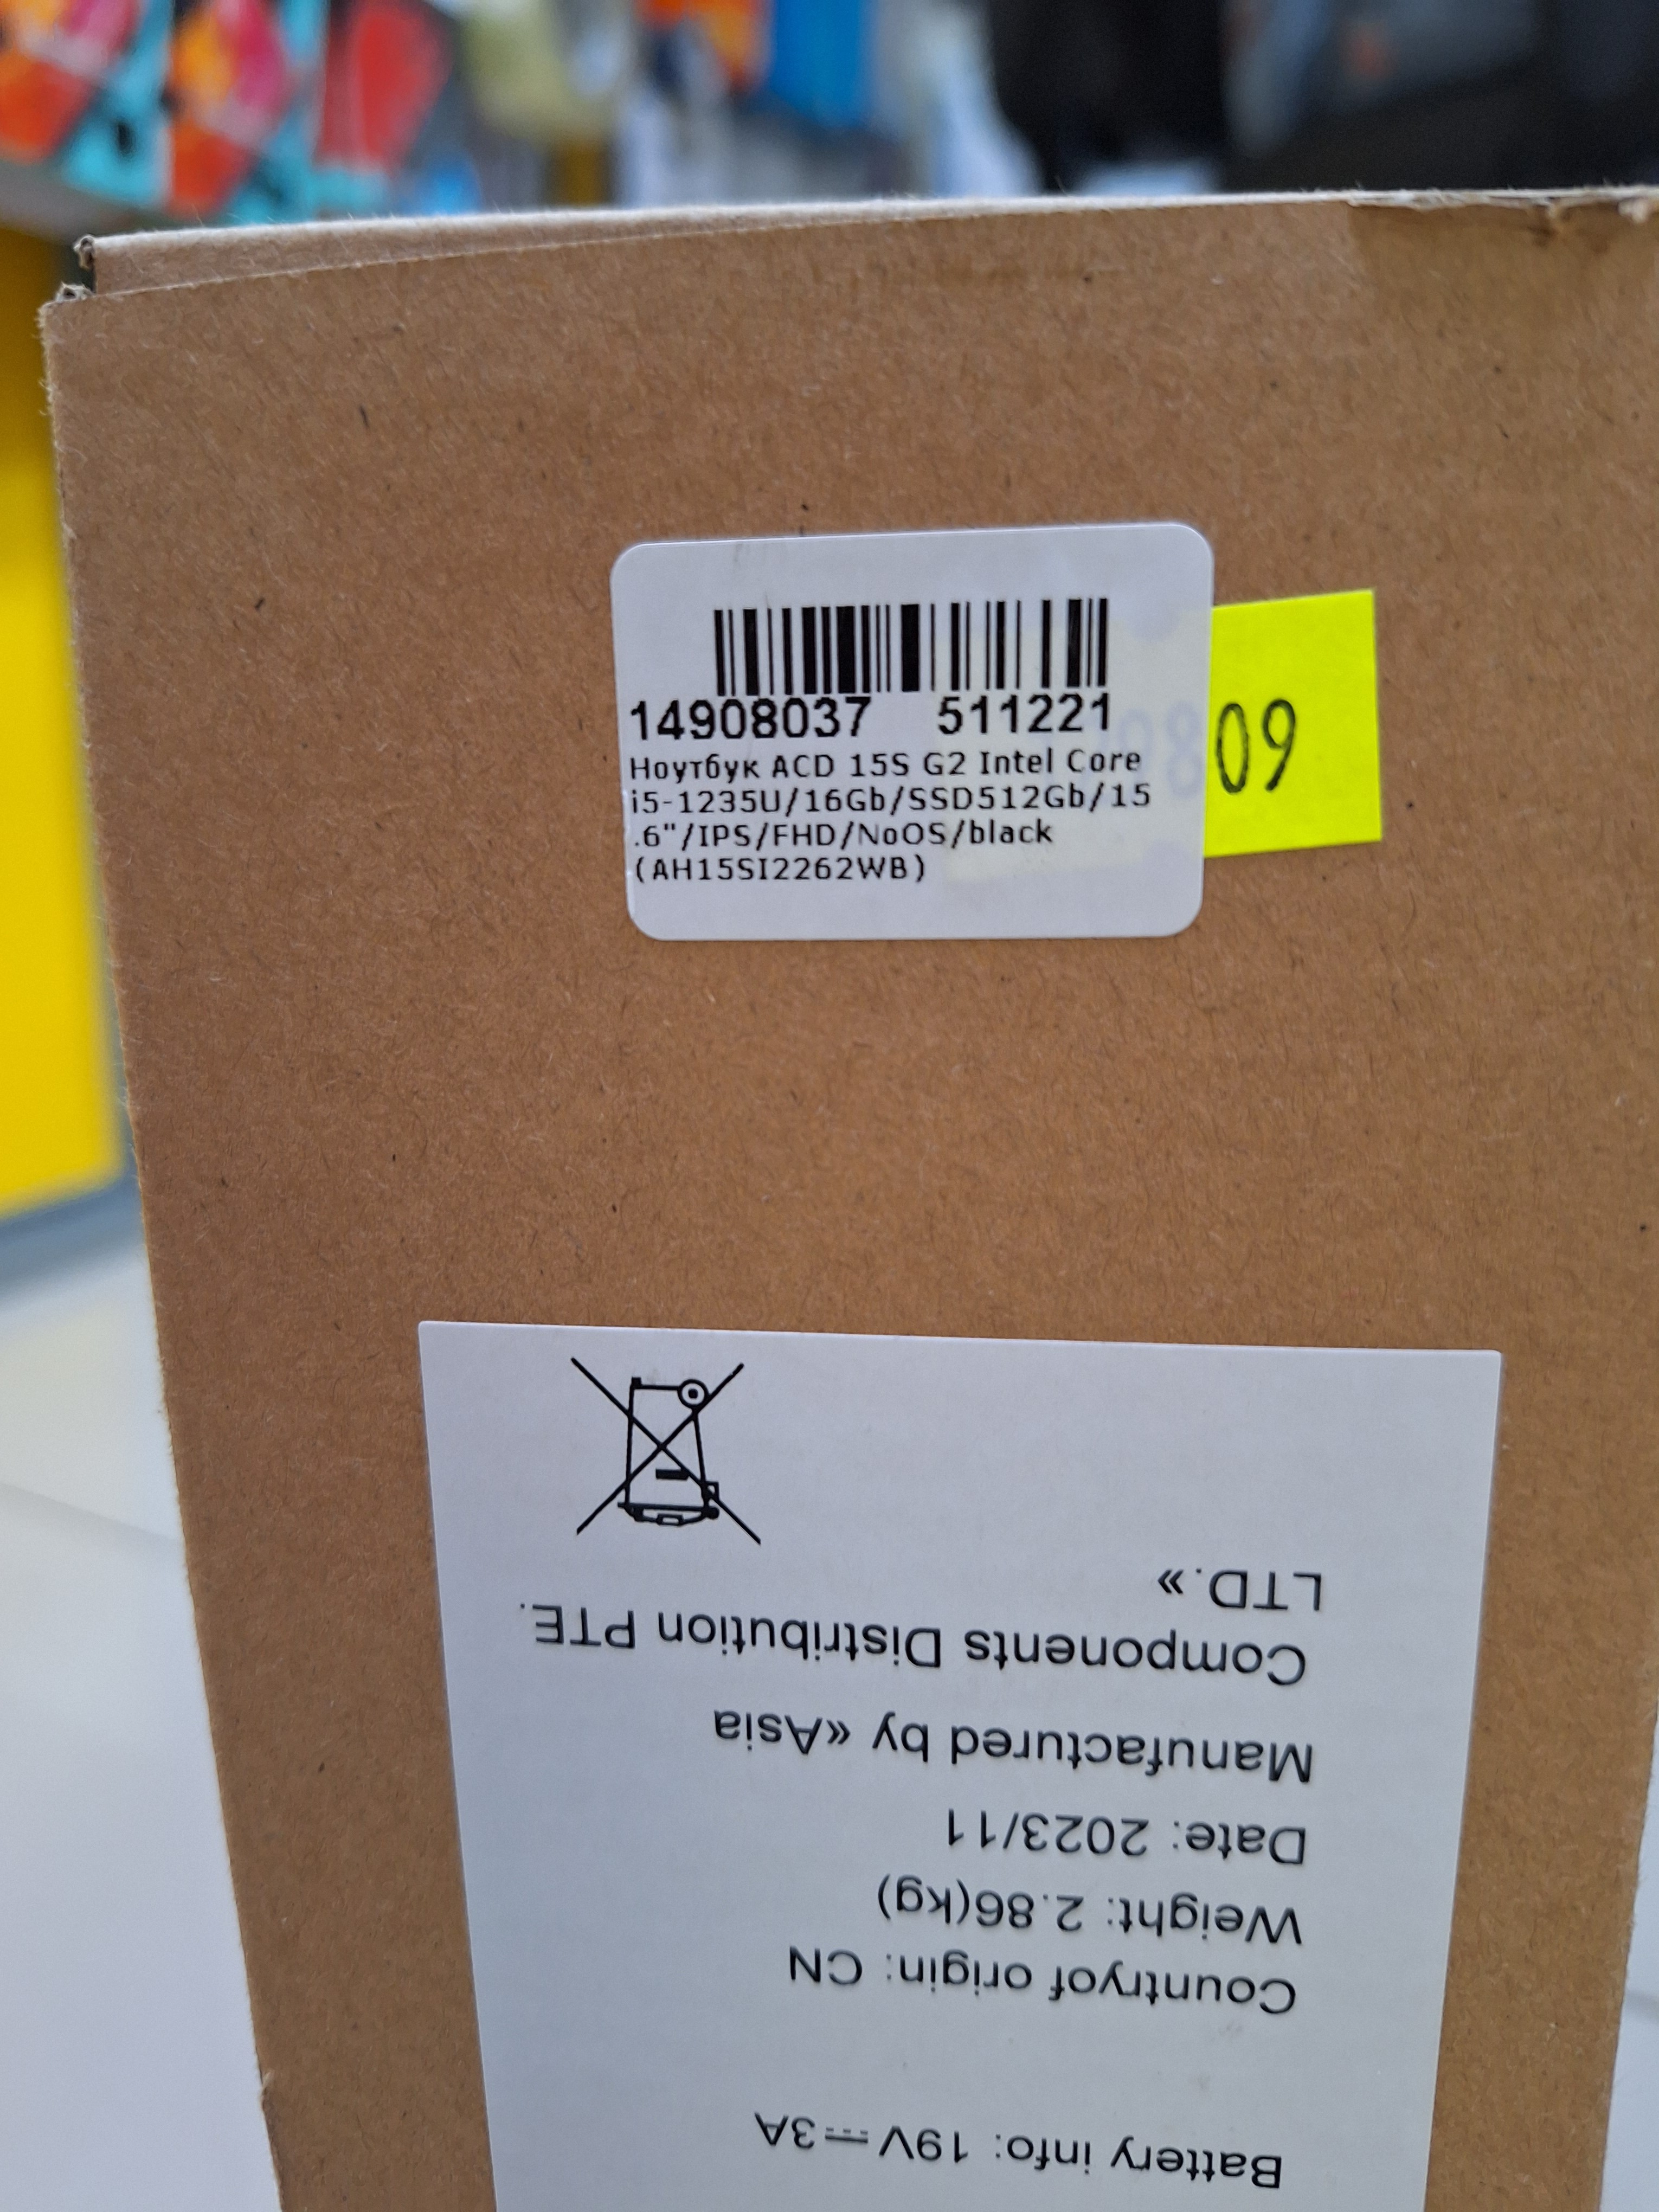 14908037 511221
Ноутбук ACD 15S G2 Intel Core
i5-1235U/16Gb/SSD512Gb/15
.6"/IPS/FHD/NoOS/black
(AH15SI2262WB)
9809
Battery info: 19V⎓3A
Countryof origin: CN
Weight: 2.86(kg)
Date: 2023/11
Manufactured by «Asia
Components Distribution PTE.
LTD.»